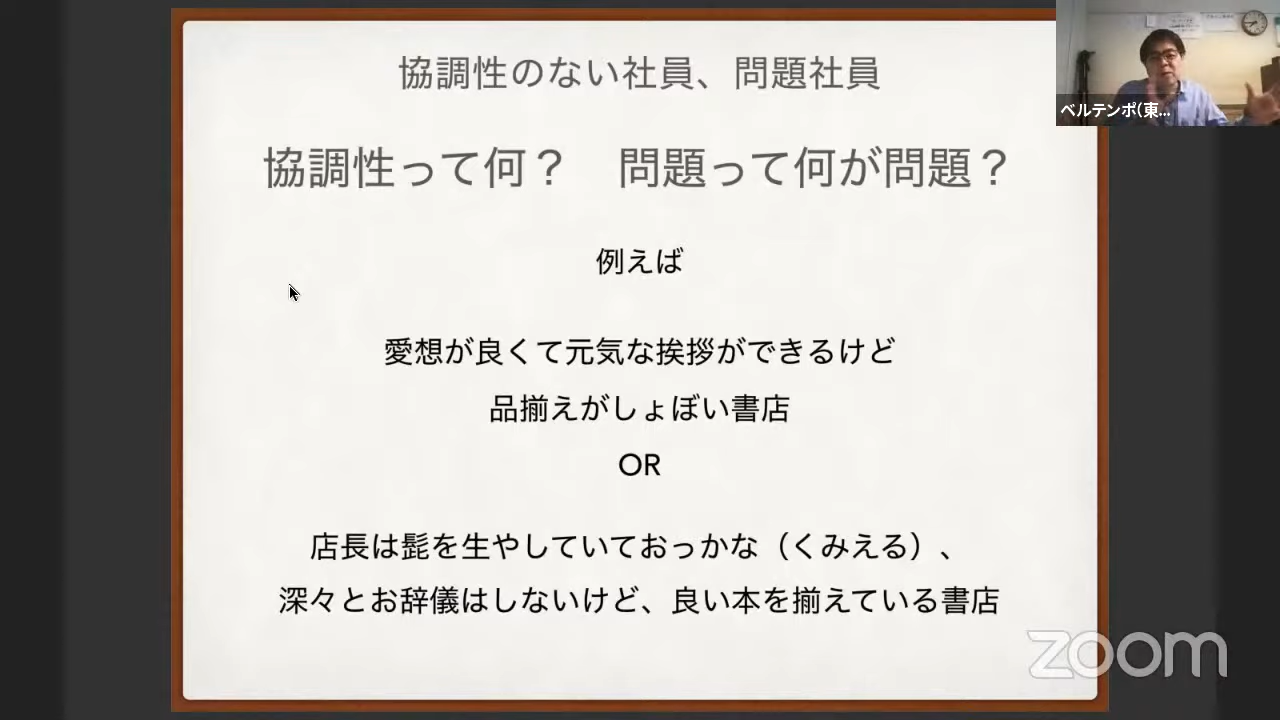 協調性のない社員、問題社員
協調性って何？　問題って何が問題？
例えば
愛想が良くて元気な挨拶ができるけど
品揃えがしょぼい書店
OR
店長は髭を生やしていておっかな（くみえる）、
深々とお辞儀はしないけど、良い本を揃えている書店
ベルテンポ(東...
zoom